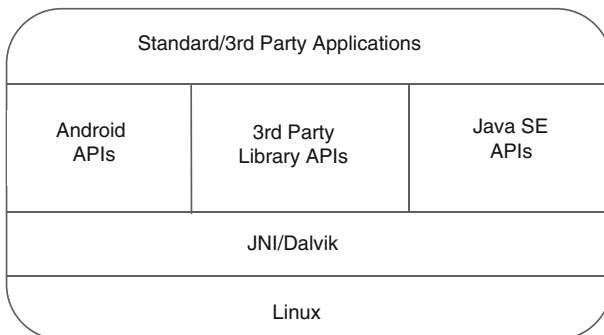 Standard/3rd Party Applications
Android
APIs
3rd Party
Library APIs
Java SE
APIs
JNI/Dalvik
Linux